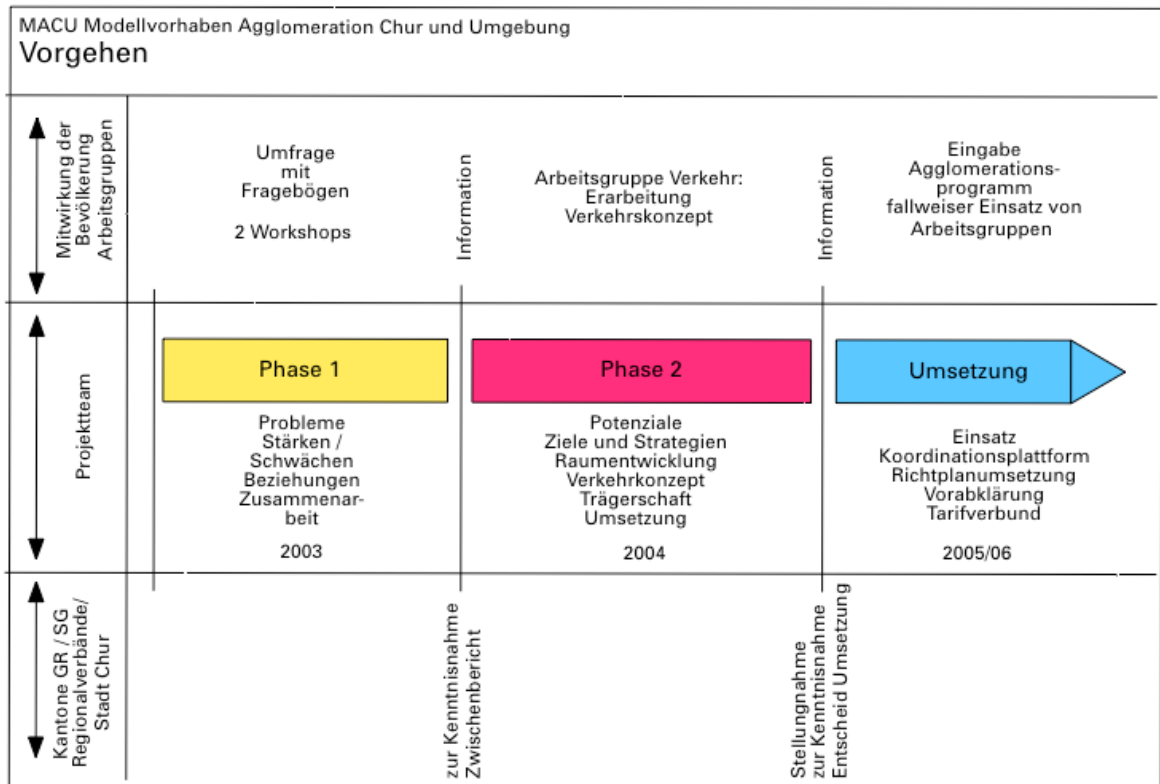 MACU Modellvorhaben Agglomeration Chur und Umgebung
Vorgehen
Mitwirkung der
Bevölkerung
Arbeitsgruppen
Umfrage
mit
Fragebögen
2 Workshops
Information
Arbeitsgruppe Verkehr:
Erarbeitung
Verkehrskonzept
Information
Eingabe
Agglomerations-
programm
fallweiser Einsatz von
Arbeitsgruppen
Projektteam
Phase 1
Probleme
Stärken /
Schwächen
Beziehungen
Zusammenar-
beit
2003
Phase 2
Potenziale
Ziele und Strategien
Raumentwicklung
Verkehrkonzept
Trägerschaft
Umsetzung
2004
Umsetzung
Einsatz
Koordinationsplattform
Richtplanumsetzung
Vorabklärung
Tarifverbund
2005/06
Kantone GR / SG
Regionalverbände/
Stadt Chur
zur Kenntnisnahme
Zwischenbericht
Stellungnahme
zur Kenntnisnahme
Entscheid Umsetzung